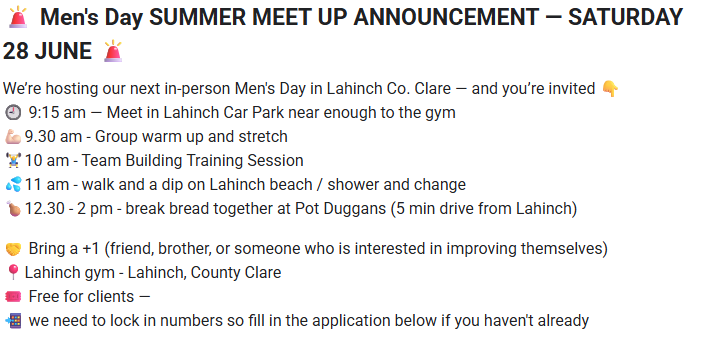 🚨 Men's Day SUMMER MEET UP ANNOUNCEMENT — SATURDAY
28 JUNE 🚨
We’re hosting our next in-person Men's Day in Lahinch Co. Clare — and you’re invited 👇
🕘 9:15 am — Meet in Lahinch Car Park near enough to the gym
💪🏻9.30 am - Group warm up and stretch
🏋️10 am - Team Building Training Session
💦11 am - walk and a dip on Lahinch beach / shower and change
🍗12.30 - 2 pm - break bread together at Pot Duggans (5 min drive from Lahinch)
🤝 Bring a +1 (friend, brother, or someone who is interested in improving themselves)
📍Lahinch gym - Lahinch, County Clare
🎟️ Free for clients —
📲 we need to lock in numbers so fill in the application below if you haven't already